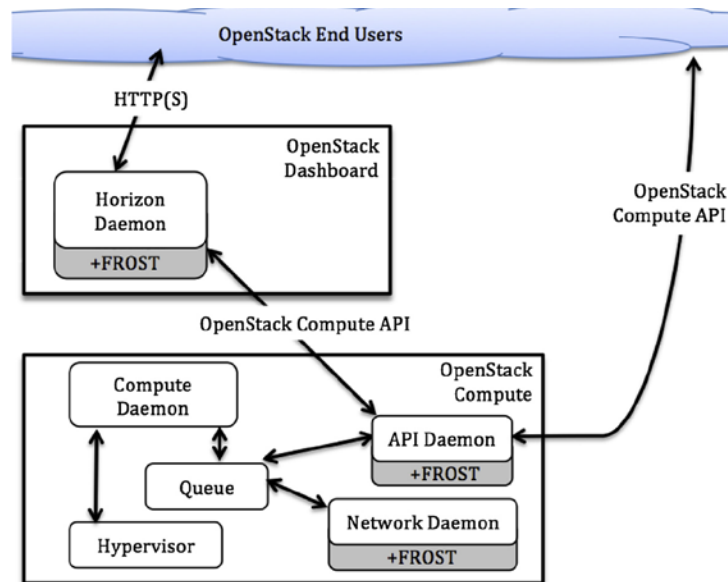 OpenStack End Users
HTTP(S)
OpenStack
Dashboard
Horizon
Daemon
+FROST
OpenStack
Compute API
OpenStack Compute API
OpenStack
Compute
Compute
Daemon
API Daemon
+FROST
Queue
Network Daemon
+FROST
Hypervisor